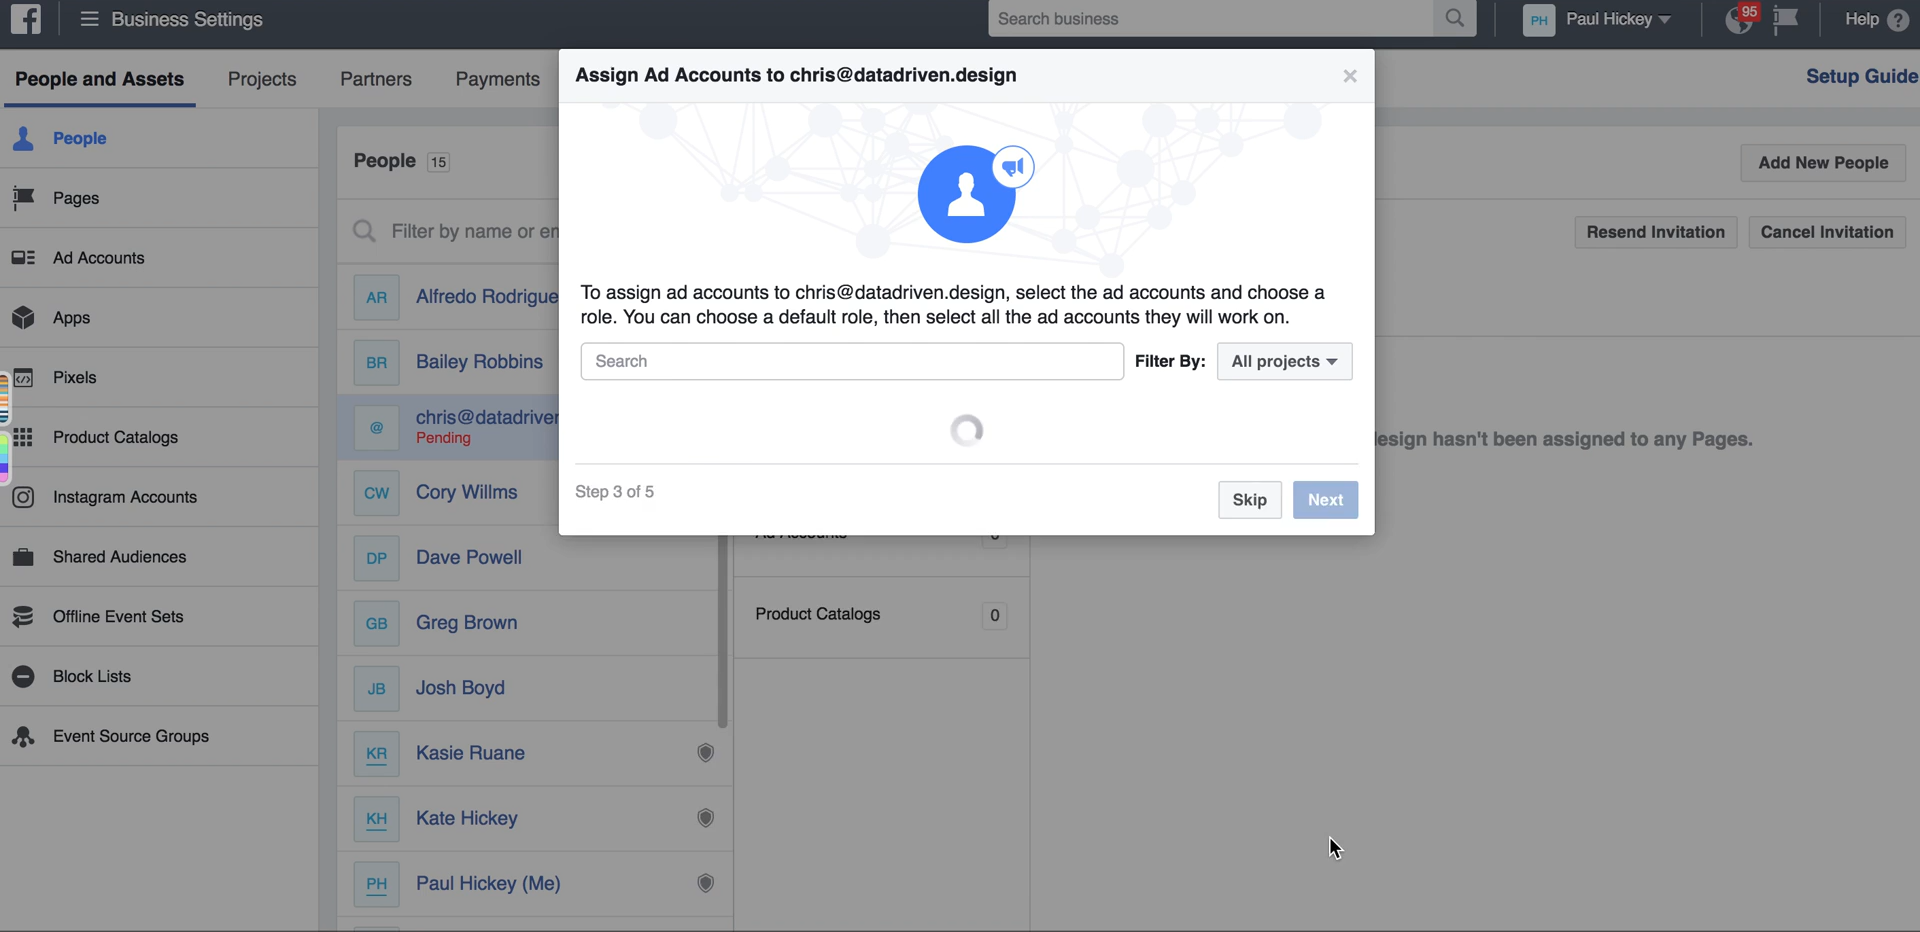 Business Settings
Search business
PH
Paul Hickey
95
Help
People and Assets
Projects
Partners
Payments
Setup Guide
Assign Ad Accounts to chris@datadriven.design
People
Pages
Ad Accounts
Apps
Pixels
Product Catalogs
Instagram Accounts
Shared Audiences
Offline Event Sets
Block Lists
Event Source Groups
People 15
Filter by name or em
AR Alfredo Rodrigue
BR Bailey Robbins
@ chris@datadriven
Pending
CW Cory Willms
DP Dave Powell
GB Greg Brown
JB Josh Boyd
KR Kasie Ruane
KH Kate Hickey
PH Paul Hickey (Me)
To assign ad accounts to chris@datadriven.design, select the ad accounts and choose a
role. You can choose a default role, then select all the ad accounts they will work on.
Search
Filter By: All projects
Step 3 of 5
Skip
Next
Ad Accounts
Product Catalogs 0
Add New People
Resend Invitation
Cancel Invitation
design hasn't been assigned to any Pages.